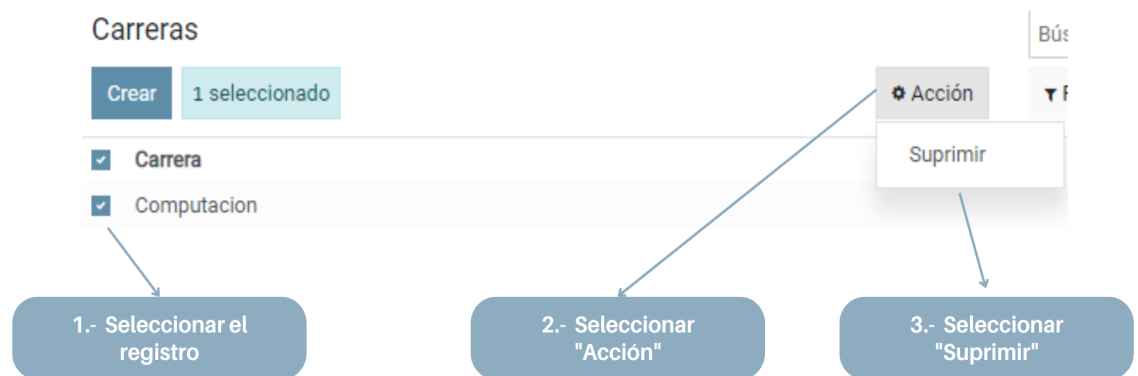 Carreras
Bús
Crear
1 seleccionado
Acción
F
Carrera
Suprimir
Computacion
1.- Seleccionar el
registro
2.- Seleccionar
"Acción"
3.- Seleccionar
"Suprimir"